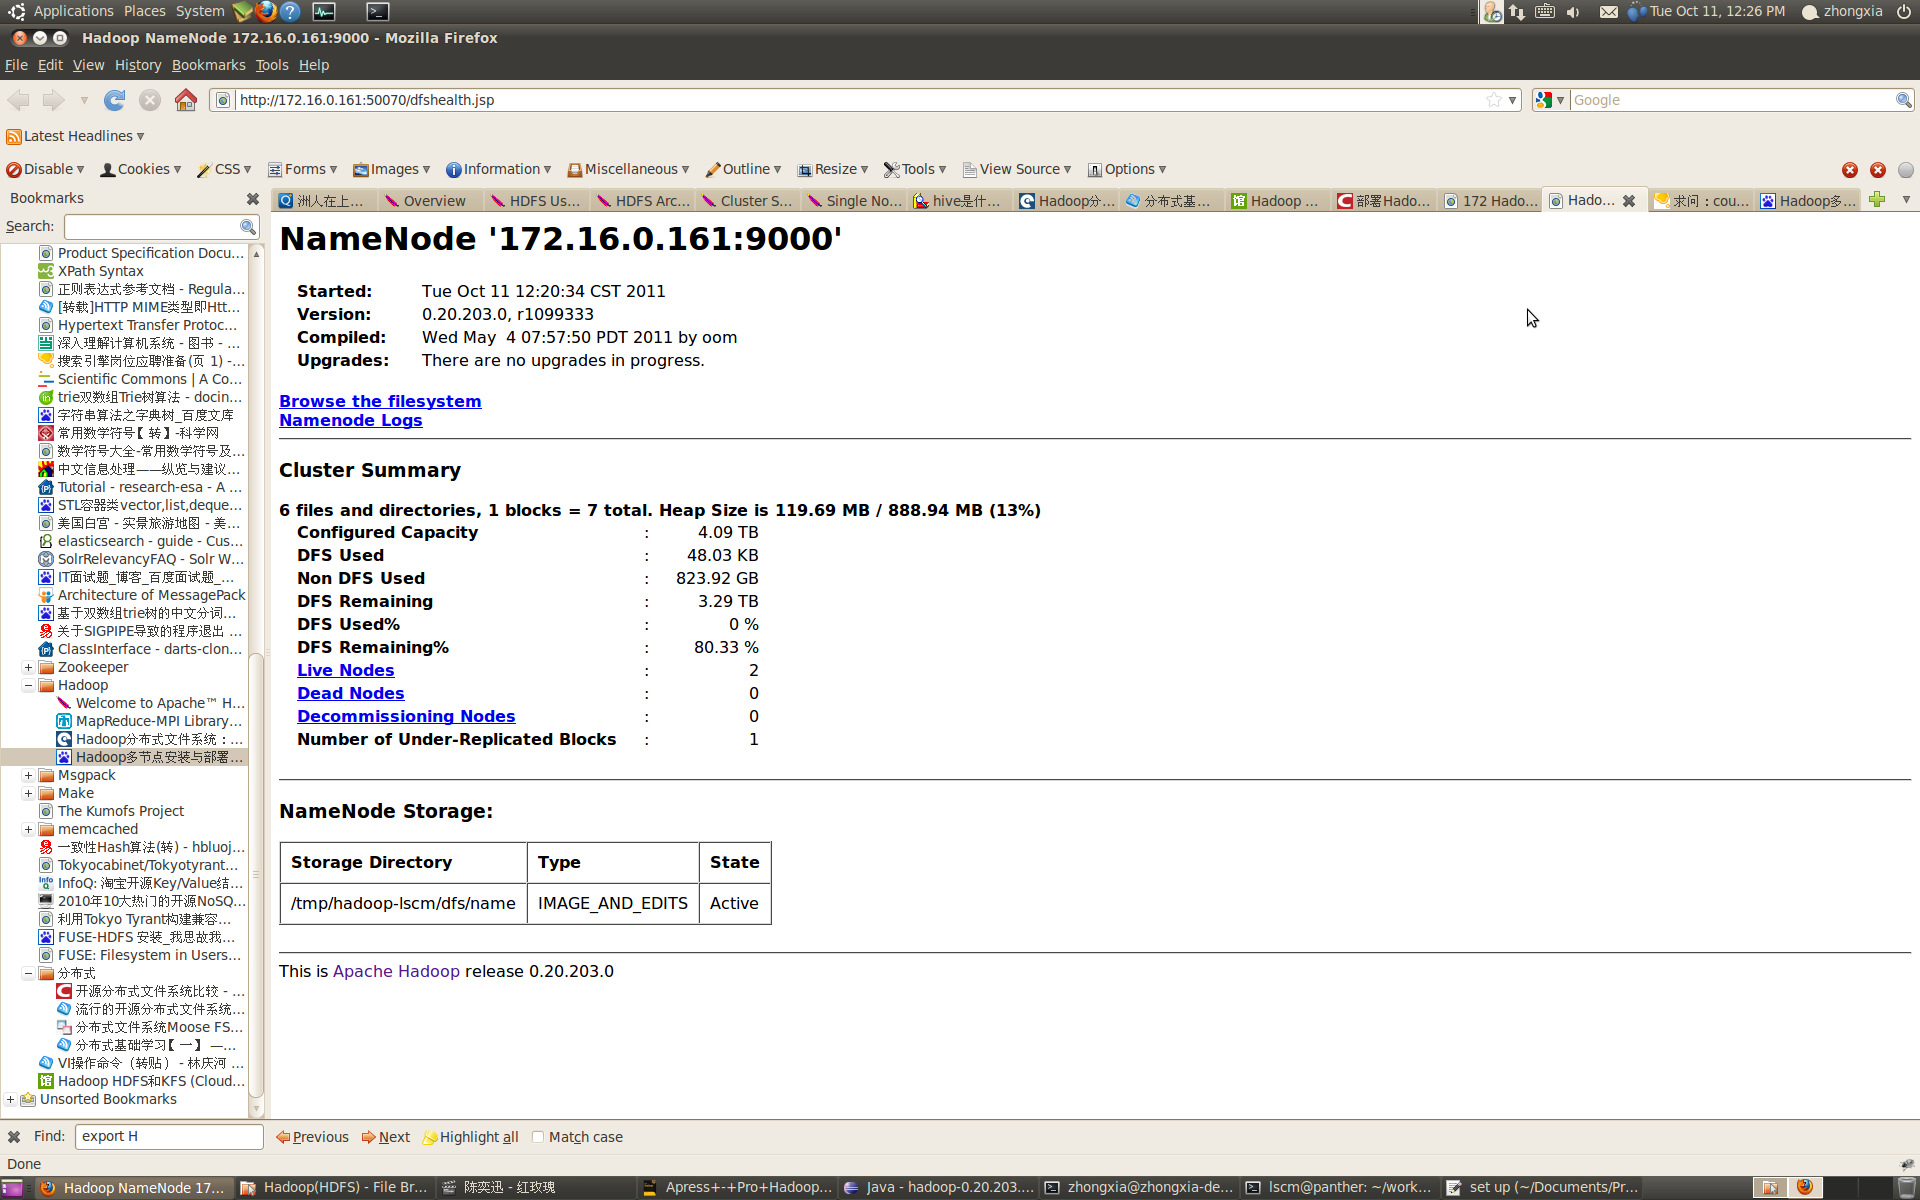 Applications Places System
Tue Oct 11, 12:26 PM zhongxia
Hadoop NameNode 172.16.0.161:9000 - Mozilla Firefox
File Edit View History Bookmarks Tools Help
http://172.16.0.161:50070/dfshealth.jsp
Google
Latest Headlines
Disable Cookies CSS Forms Images Information Miscellaneous Outline Resize Tools View Source Options
Bookmarks
Search:
洲人在上... Overview HDFS Us... HDFS Arc... Cluster S... Single No... hive是什... Hadoop分... 分布式基... Hadoop ... 部署Hado... 172 Hado... Hado... 求问：cou... Hadoop多...
Product Specification Docu...
XPath Syntax
正则表达式参考文档 - Regula...
[转载]HTTP MIME类型即Htt...
Hypertext Transfer Protoc...
深入理解计算机系统 - 图书 - ...
搜索引擎岗位应聘准备(页 1) -...
Scientific Commons | A Co...
trie双数组Trie树算法 - docin...
字符串算法之字典树_百度文库
常用数学符号【转】-科学网
数学符号大全-常用数学符号及...
中文信息处理——纵览与建议...
Tutorial - research-esa - A ...
STL容器类vector,list,deque...
美国白宫 - 实景旅游地图 - 美...
elasticsearch - guide - Cus...
SolrRelevancyFAQ - Solr W...
IT面试题_博客_百度面试题_...
Architecture of MessagePack
基于双数组trie树的中文分词...
关于SIGPIPE导致的程序退出 ...
ClassInterface - darts-clon...
Zookeeper
Hadoop
Welcome to Apache™ H...
MapReduce-MPI Library...
Hadoop分布式文件系统：...
Hadoop多节点安装与部署...
Msgpack
Make
The Kumofs Project
memcached
一致性Hash算法(转) - hbluoj...
Tokyocabinet/Tokyotyrant...
InfoQ: 淘宝开源Key/Value结...
2010年10大热门的开源NoSQ...
利用Tokyo Tyrant构建兼容...
FUSE-HDFS 安装_我思故我...
FUSE: Filesystem in Users...
分布式
开源分布式文件系统比较 - ...
流行的开源分布式文件系统...
分布式文件系统Moose FS...
分布式基础学习【一】 —...
VI操作命令（转贴） - 林庆河 ...
Hadoop HDFS和KFS (Cloud...
Unsorted Bookmarks
NameNode '172.16.0.161:9000'
Started: Tue Oct 11 12:20:34 CST 2011
Version: 0.20.203.0, r1099333
Compiled: Wed May 4 07:57:50 PDT 2011 by oom
Upgrades: There are no upgrades in progress.
Browse the filesystem
Namenode Logs
Cluster Summary
6 files and directories, 1 blocks = 7 total. Heap Size is 119.69 MB / 888.94 MB (13%)
Configured Capacity : 4.09 TB
DFS Used : 48.03 KB
Non DFS Used : 823.92 GB
DFS Remaining : 3.29 TB
DFS Used% : 0 %
DFS Remaining% : 80.33 %
Live Nodes : 2
Dead Nodes : 0
Decommissioning Nodes : 0
Number of Under-Replicated Blocks : 1
NameNode Storage:
Storage Directory Type State
/tmp/hadoop-lscm/dfs/name IMAGE_AND_EDITS Active
This is Apache Hadoop release 0.20.203.0
Find: export H Previous Next Highlight all Match case
Done
Hadoop NameNode 17... Hadoop(HDFS) - File Br... 陈奕迅 - 红玫瑰 Apress+-+Pro+Hadoop... Java - hadoop-0.20.203.... zhongxia@zhongxia-de... lscm@panther: ~/work... set up (~/Documents/Pr...